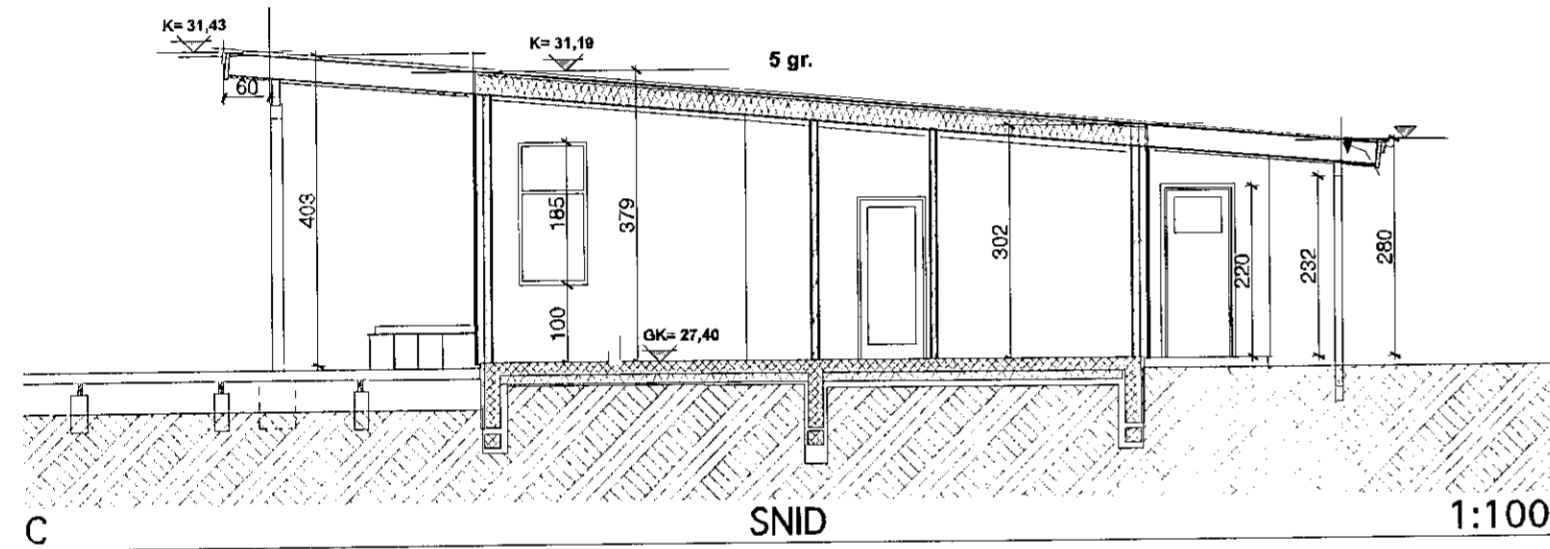 K= 31,43
K= 31,19
5 gr.
60
403
185
379
302
220
232
280
100
GK= 27,40
C
SNID
1:100